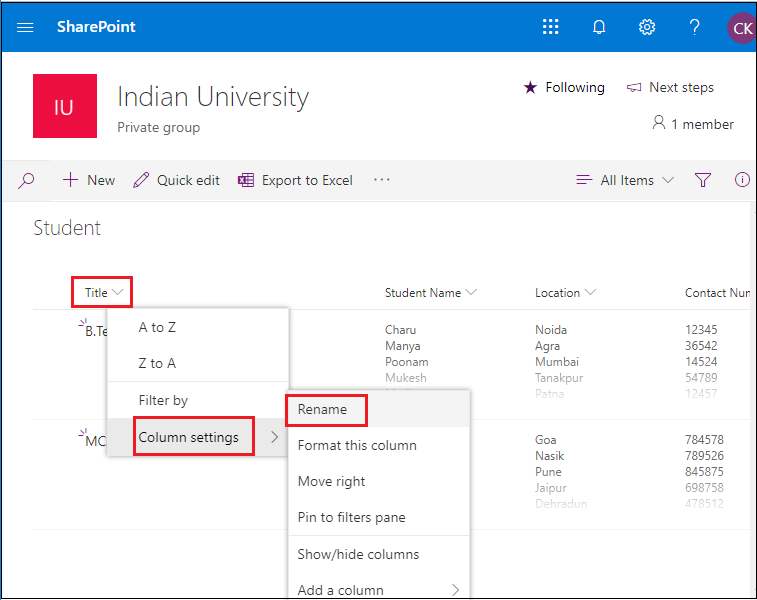 SharePoint
CK
IU
Indian University
Private group
Following
Next steps
1 member
New
Quick edit
Export to Excel
All Items
Student
Title
Student Name
Location
Contact Num
B.Te
Charu
Noida
12345
Manya
Agra
36542
Poonam
Mumbai
14524
Mukesh
Tanakpur
54789
Patna
12457
A to Z
Z to A
Filter by
Column settings
Rename
Format this column
Move right
Pin to filters pane
Show/hide columns
Add a column
MC
Goa
784578
Nasik
789526
Pune
845875
Jaipur
698758
Dehradun
478512